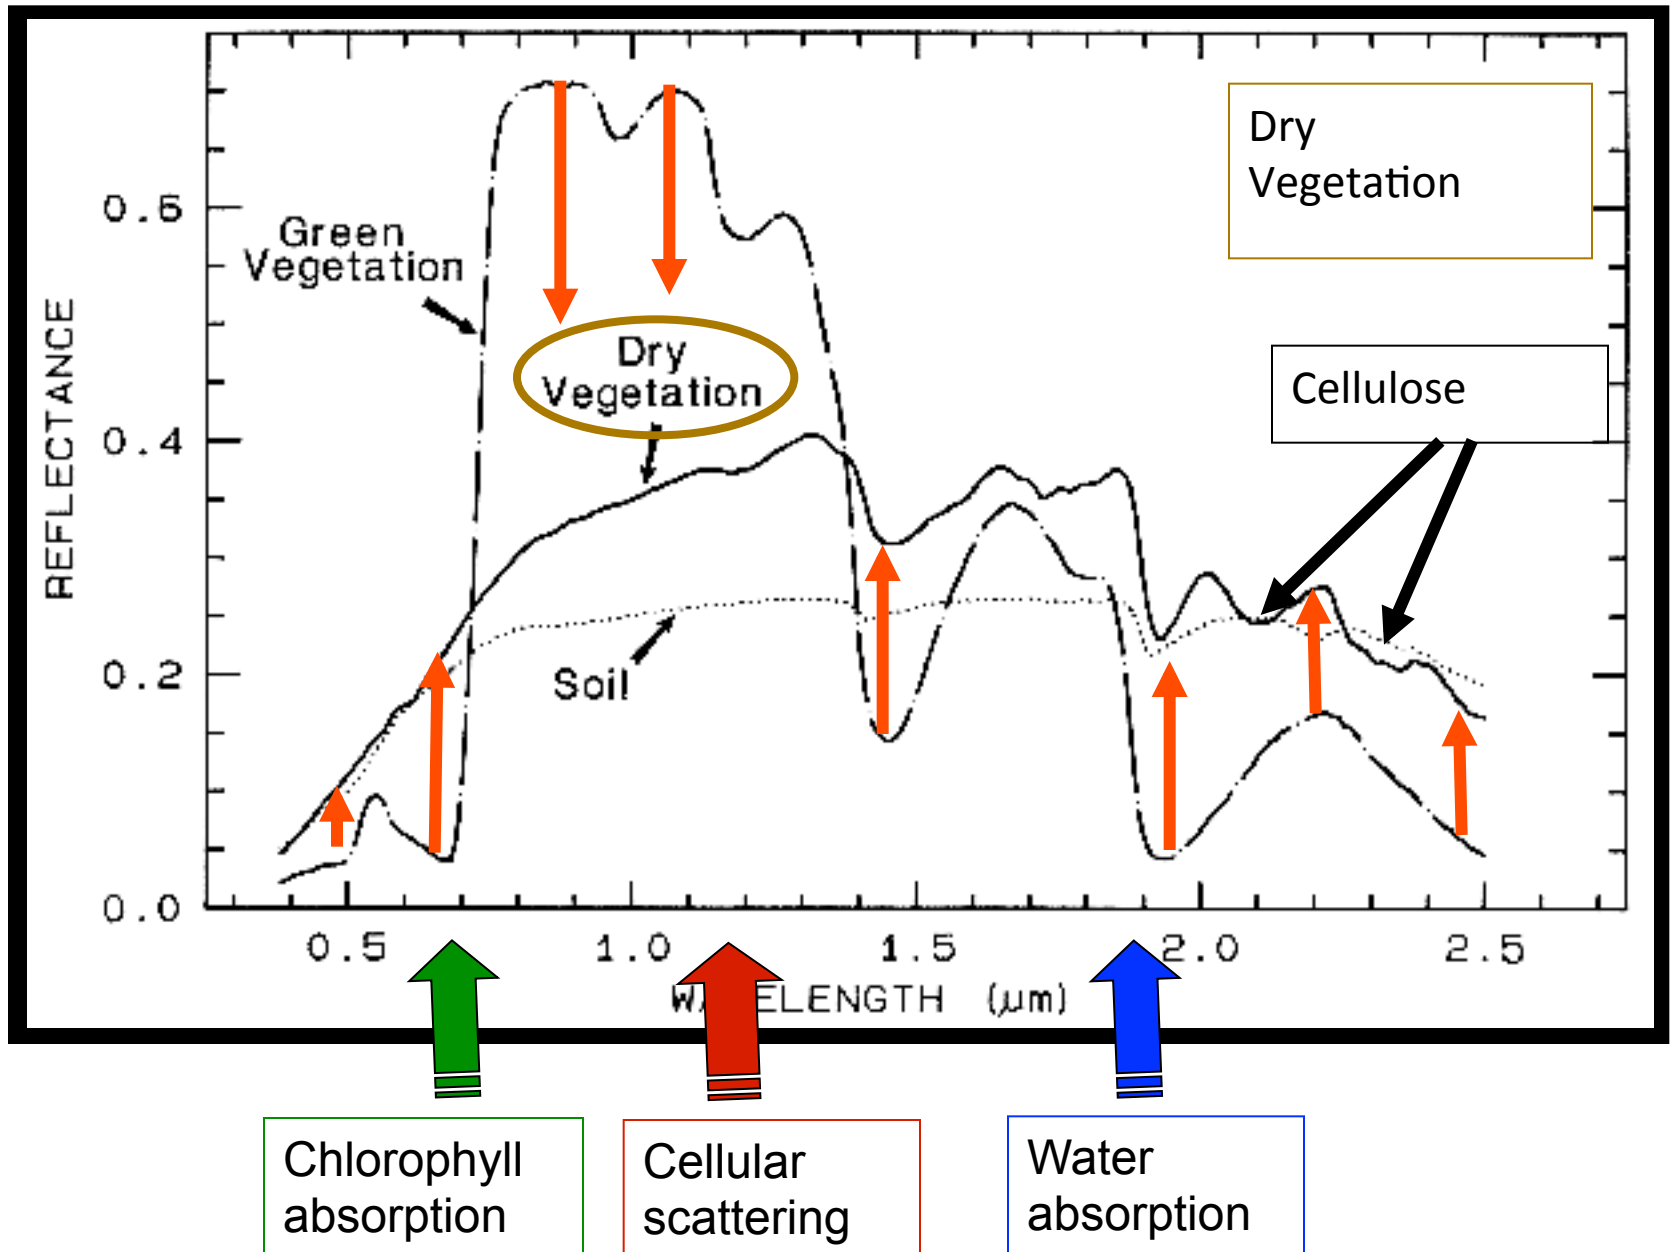 Dry
Vegetation
0.6
Green
Vegetation
Dry
Vegetation
Cellulose
0.4
REFLECTANCE
0.2
Soil
0.0
0.5 1.0 1.5 2.0 2.5
WAVELENGTH (μm)
Chlorophyll
absorption
Cellular
scattering
Water
absorption